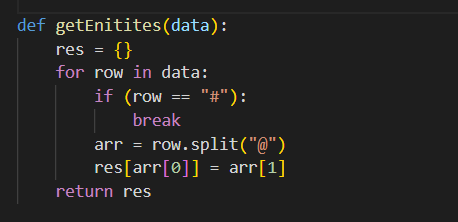 def getEnitites(data):
    res = {}
    for row in data:
        if (row == "#"):
            break
        arr = row.split("@")
        res[arr[0]] = arr[1]
    return res